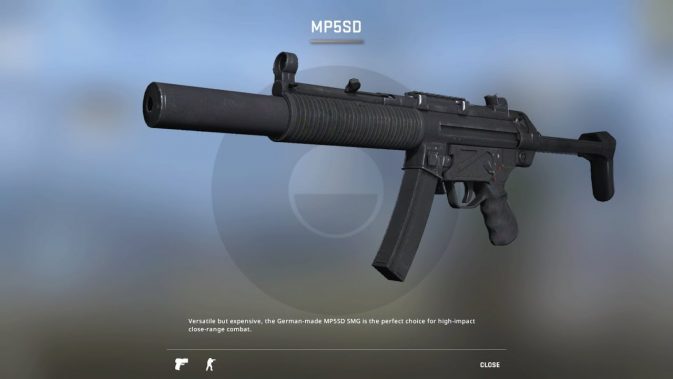 MP5SD
Versatile but expensive, the German-made MP5SD SMG is the perfect choice for high-impact
close-range combat.
CLOSE